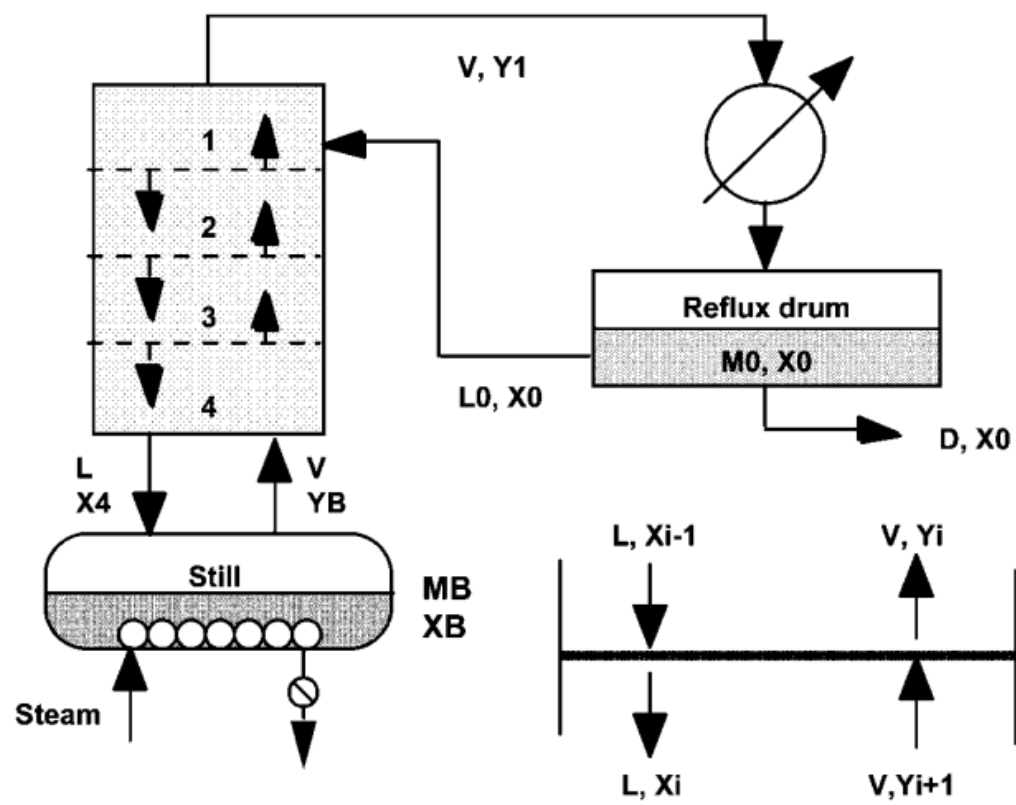 V, Y1
1
2
3
4
Reflux drum
M0, X0
L0, X0
D, X0
L
X4
V
YB
Still
MB
XB
Steam
L, Xi-1
V, Yi
L, Xi
V,Yi+1